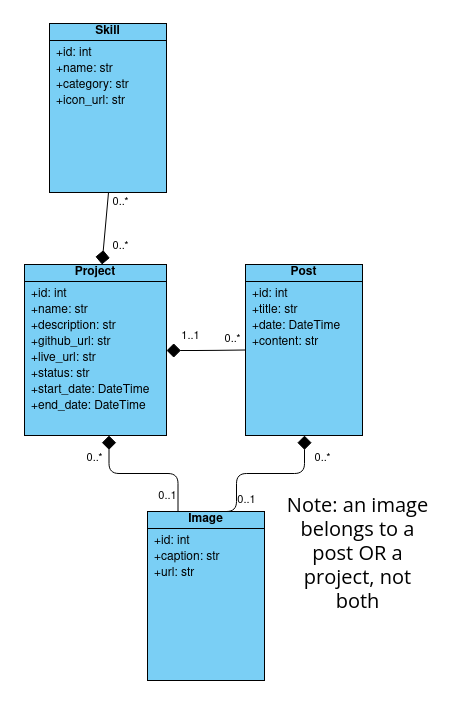 Skill
+id: int
+name: str
+category: str
+icon_url: str
0..*
0..*
Project
+id: int
+name: str
+description: str
+github_url: str
+live_url: str
+status: str
+start_date: DateTime
+end_date: DateTime
1..1
0..*
Post
+id: int
+title: str
+date: DateTime
+content: str
0..*
0..*
0..1
0..1
Image
+id: int
+caption: str
+url: str
Note: an image
belongs to a
post OR a
project, not
both